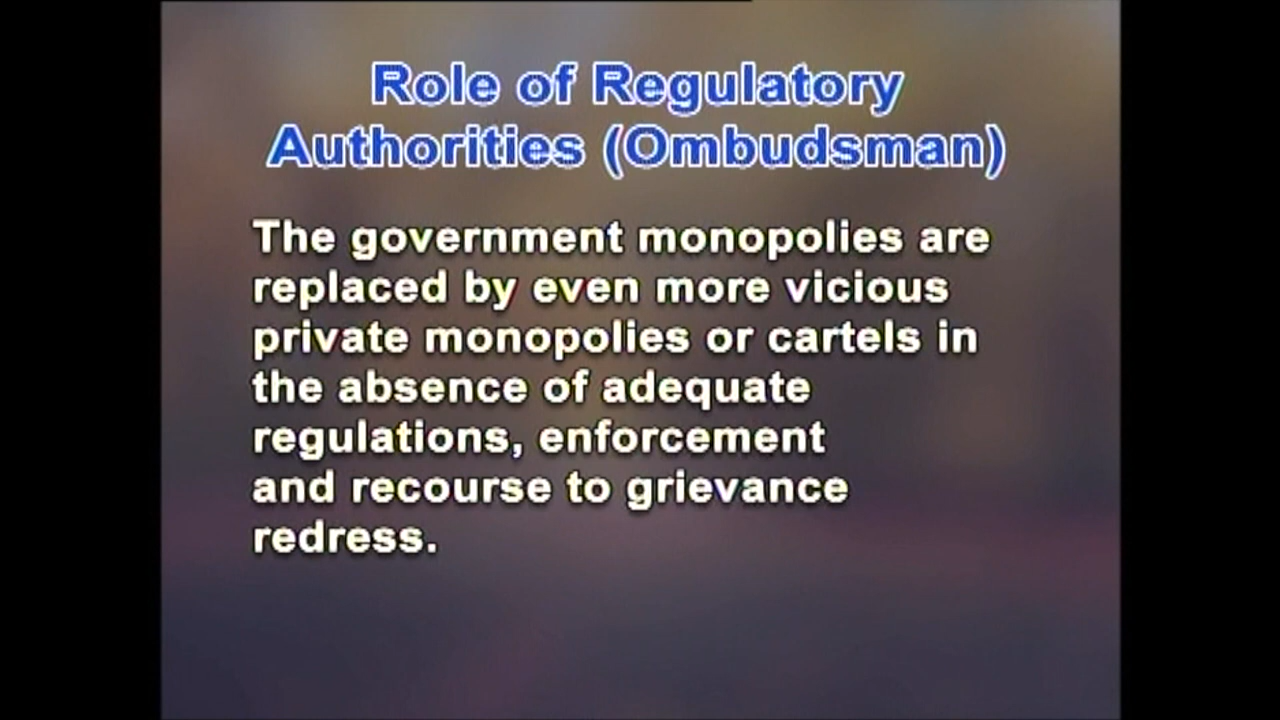 Role of Regulatory
Authorities (Ombudsman)
The government monopolies are
replaced by even more vicious
private monopolies or cartels in
the absence of adequate
regulations, enforcement
and recourse to grievance
redress.